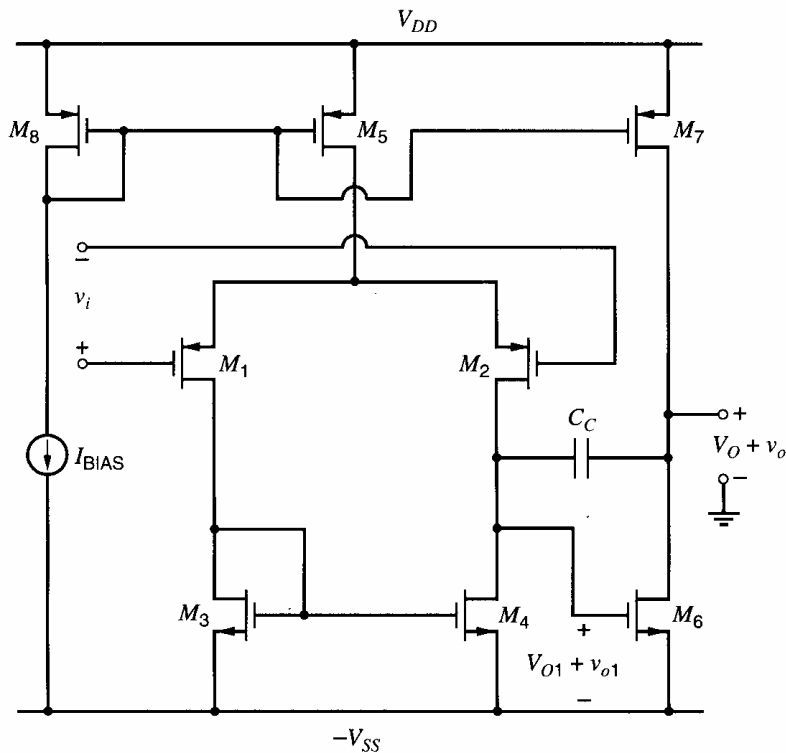 V_DD
M_8
M_5
M_7
−
v_i
+
M_1
M_2
C_C
+
V_O + v_o
−
I_BIAS
M_3
M_4
M_6
+
V_O1 + v_o1
−
−V_SS